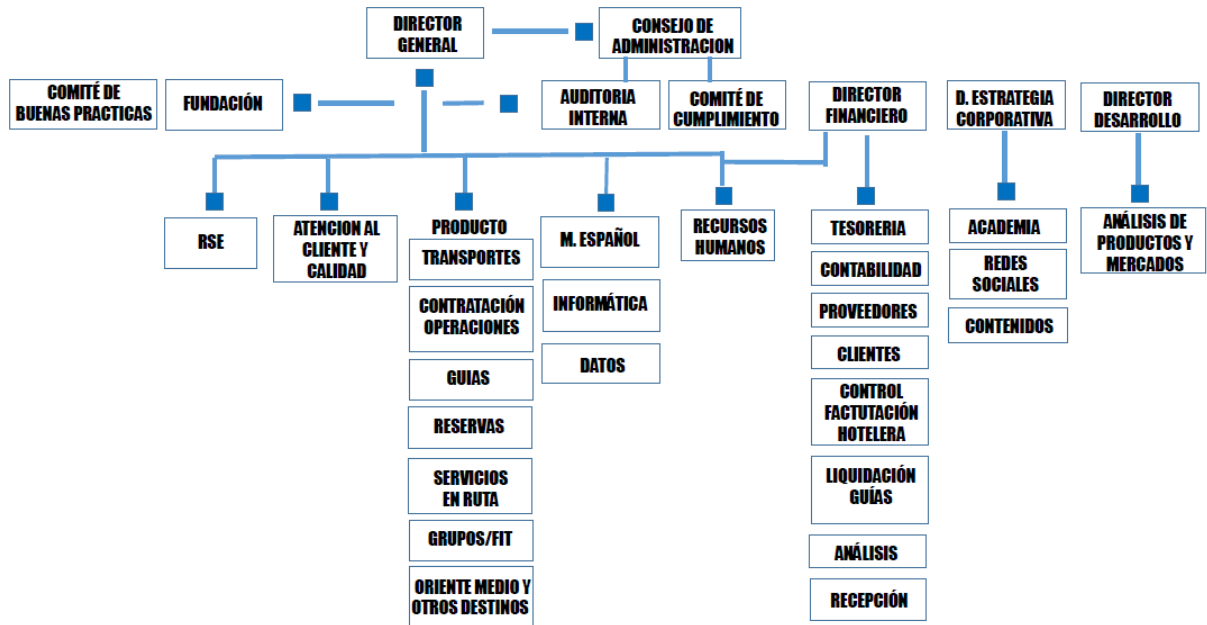 DIRECTOR
GENERAL
CONSEJO DE
ADMINISTRACION
COMITÉ DE
BUENAS PRACTICAS
FUNDACIÓN
AUDITORIA
INTERNA
COMITÉ DE
CUMPLIMIENTO
DIRECTOR
FINANCIERO
D. ESTRATEGIA
CORPORATIVA
DIRECTOR
DESARROLLO
RSE
ATENCION AL
CLIENTE Y
CALIDAD
PRODUCTO
TRANSPORTES
CONTRATACIÓN
OPERACIONES
GUIAS
RESERVAS
SERVICIOS
EN RUTA
GRUPOS/FIT
ORIENTE MEDIO Y
OTROS DESTINOS
M. ESPAÑOL
INFORMÁTICA
DATOS
RECURSOS
HUMANOS
TESORERIA
CONTABILIDAD
PROVEEDORES
CLIENTES
CONTROL
FACTUTACIÓN
HOTELERA
LIQUIDACIÓN
GUÍAS
ANÁLISIS
RECEPCIÓN
ACADEMIA
REDES
SOCIALES
CONTENIDOS
ANÁLISIS DE
PRODUCTOS Y
MERCADOS